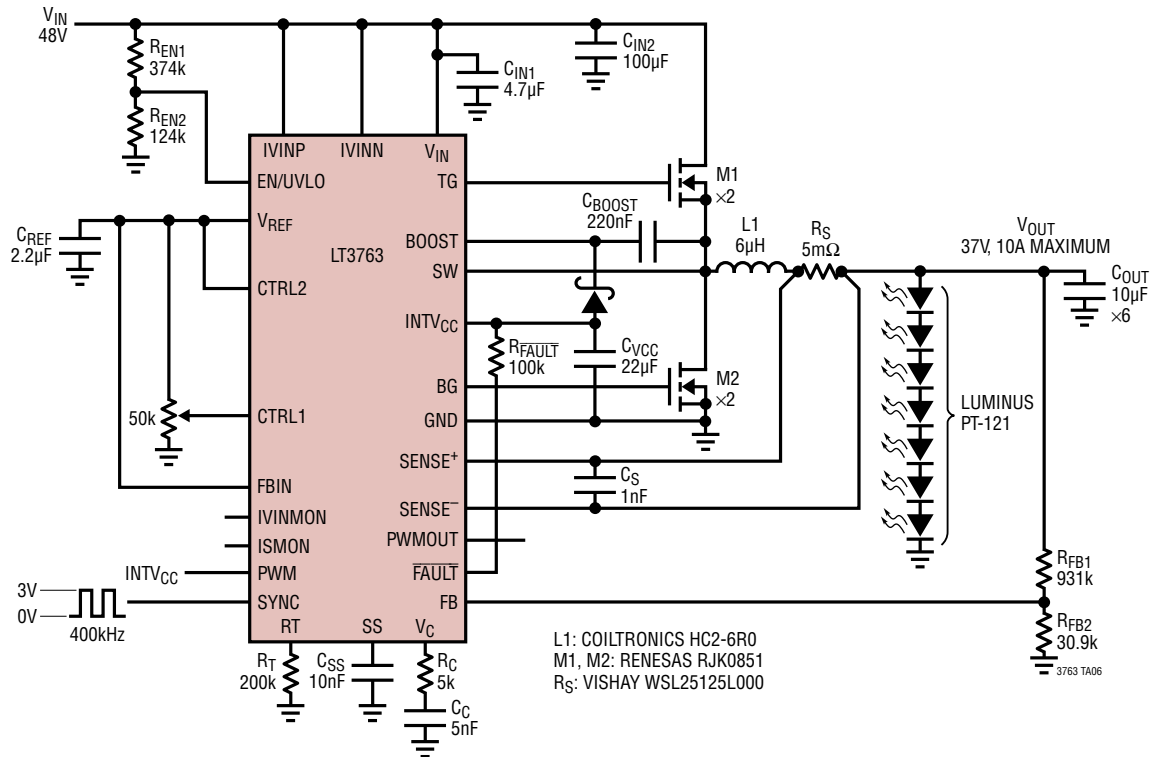 VIN
48V
REN1
374k
REN2
124k
CIN1
4.7µF
CIN2
100µF
IVINP
IVINN
VIN
EN/UVLO
TG
M1
×2
CREF
2.2µF
VREF
LT3763
BOOST
CBOOST
220nF
L1
6µH
RS
5mΩ
VOUT
37V, 10A MAXIMUM
SW
COUT
10µF
×6
CTRL2
INTVCC
RFAULT
100k
CVCC
22µF
50k
CTRL1
BG
M2
×2
GND
LUMINUS
PT-121
SENSE+
CS
1nF
FBIN
SENSE–
IVINMON
PWMOUT
ISMON
INTVCC
PWM
FAULT
RFB1
931k
3V
0V
400kHz
SYNC
FB
RFB2
30.9k
RT
SS
VC
RT
200k
CSS
10nF
RC
5k
CC
5nF
L1: COILTRONICS HC2-6R0
M1, M2: RENESAS RJK0851
RS: VISHAY WSL25125L000
3763 TA06